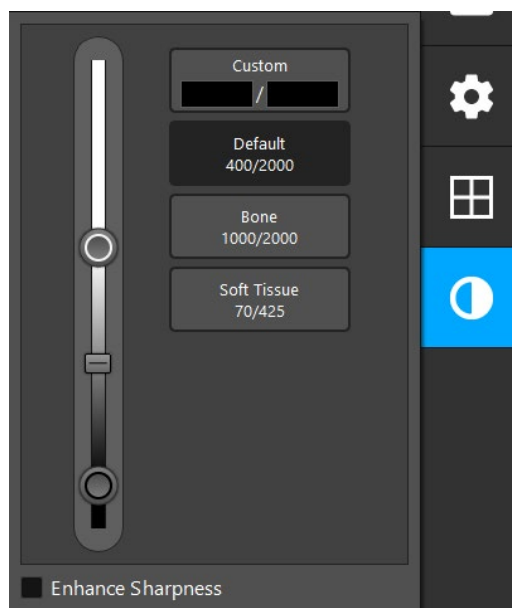 Custom
/
Default
400/2000
Bone
1000/2000
Soft Tissue
70/425
Enhance Sharpness